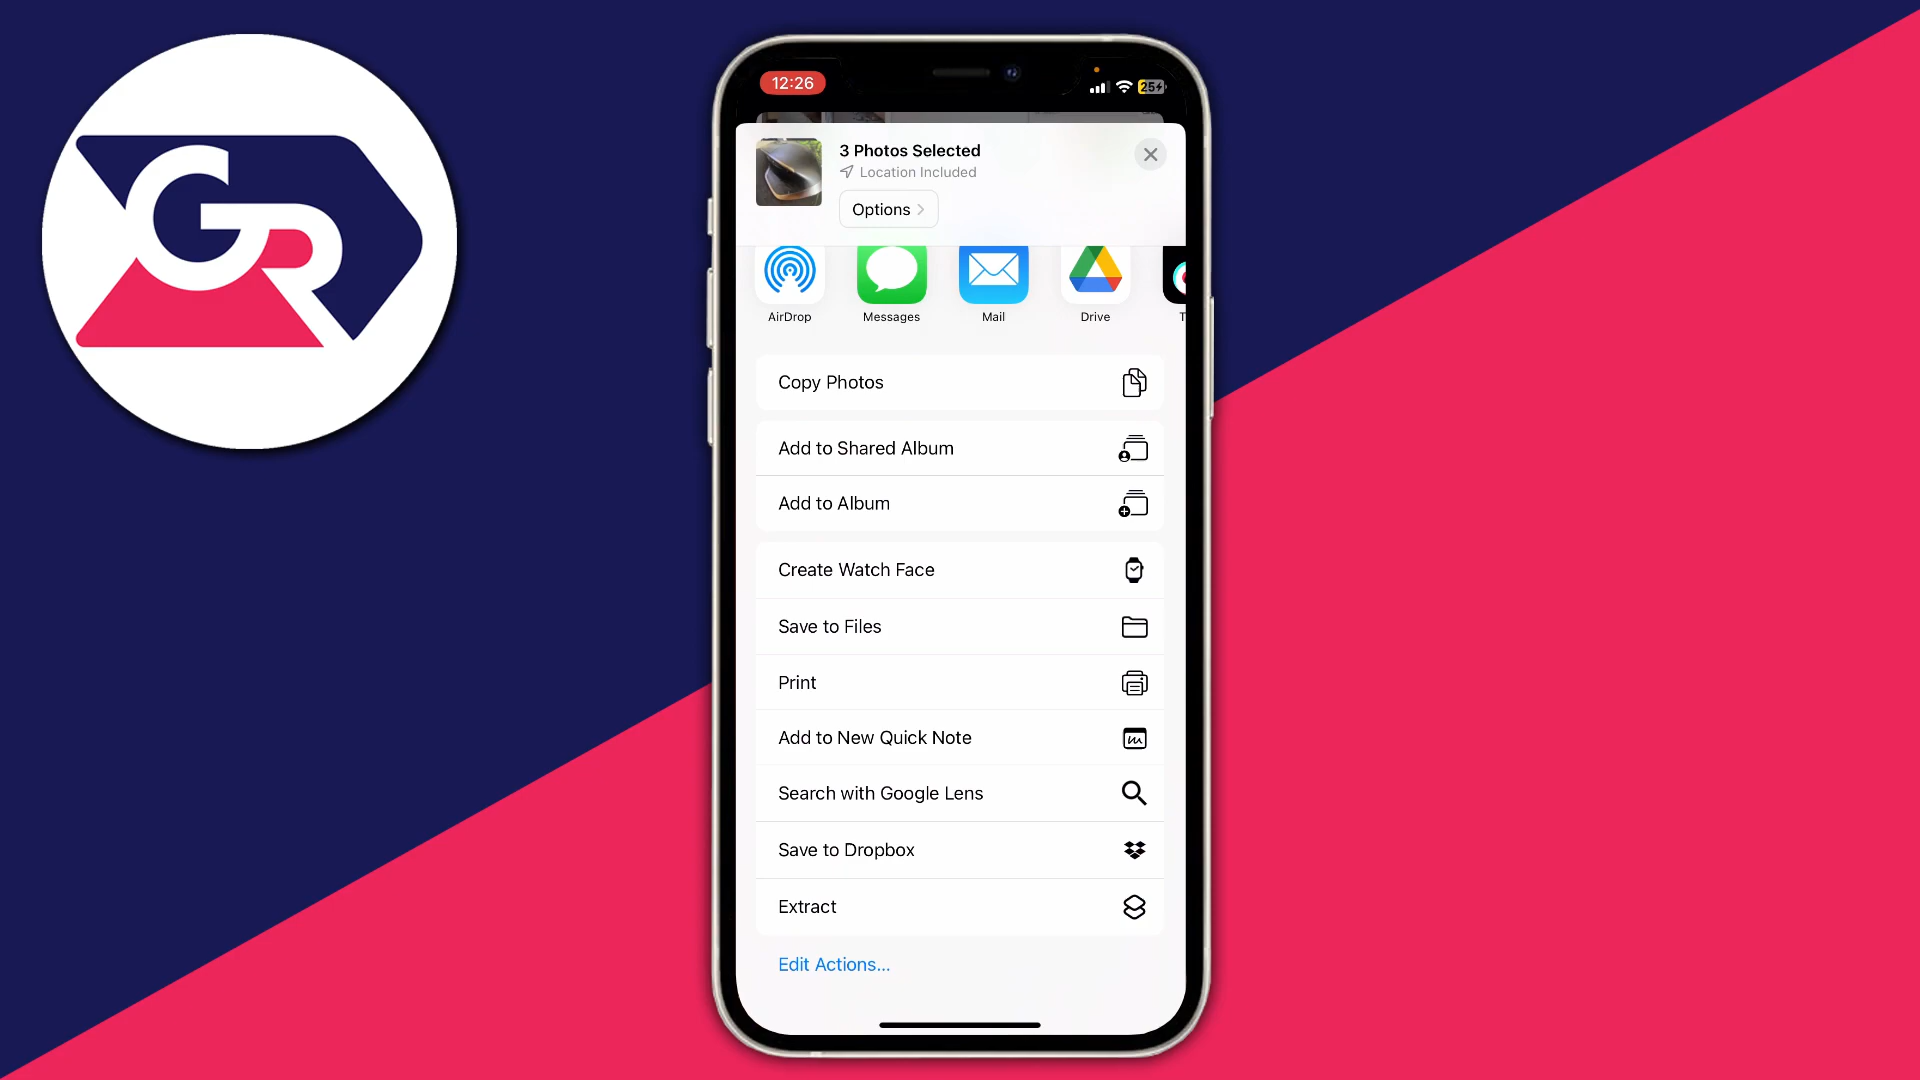 GR
12:26
25
3 Photos Selected
Location Included
Options
AirDrop
Messages
Mail
Drive
Copy Photos
Add to Shared Album
Add to Album
Create Watch Face
Save to Files
Print
Add to New Quick Note
Search with Google Lens
Save to Dropbox
Extract
Edit Actions...